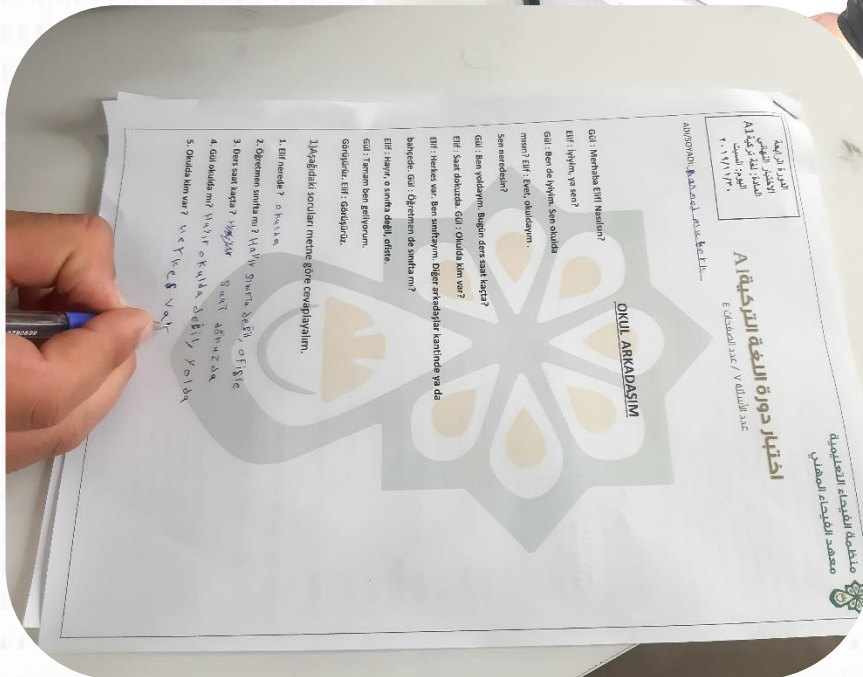 منظمة الفيحاء التعليمية
معهد الفيحاء المهني
الدورة الرابعة
الاختبار النهائي
المادة: لغة تركية A1
اليوم: السبت
٢٠١٩/١١/٣٠
اختبار دورة اللغة التركية A1
عدد الأسئلة ٧ / عدد الصفحات ٤
ADI/SOYADI:
OKUL ARKADAŞIM
Gül : Merhaba Elif! Nasılsın?
Elif : İyiyim, ya sen?
Gül : Ben de iyiyim. Sen okulda
mısın? Elif : Evet, okuldayım .
Sen neredesin?
Gül : Ben yoldayım. Bugün ders saat kaçta?
Elif : Saat dokuzda. Gül : Okulda kim var?
Elif : Herkes var. Ben sınıftayım. Diğer arkadaşlar kantinde ya da
bahçede. Gül : Öğretmen de sınıfta mı?
Elif : Hayır, o sınıfta değil, ofiste.
Gül : Tamam ben geliyorum.
Görüşürüz. Elif : Görüşürüz.
1)Aşağıdaki soruları metne göre cevaplayalım.
1. Elif nerede ? okulda
2. Öğretmen sınıfta mı ? Hayır sınıfta değil, ofiste
3. Ders saat kaçta ? saat dokuzda
4. Gül okulda mı? Hayır okulda değil, yolda
5. Okulda kim var ? Herkes var